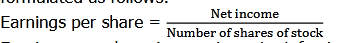 formulated as follows:
Earnings per share = Net income
Number of shares of stock